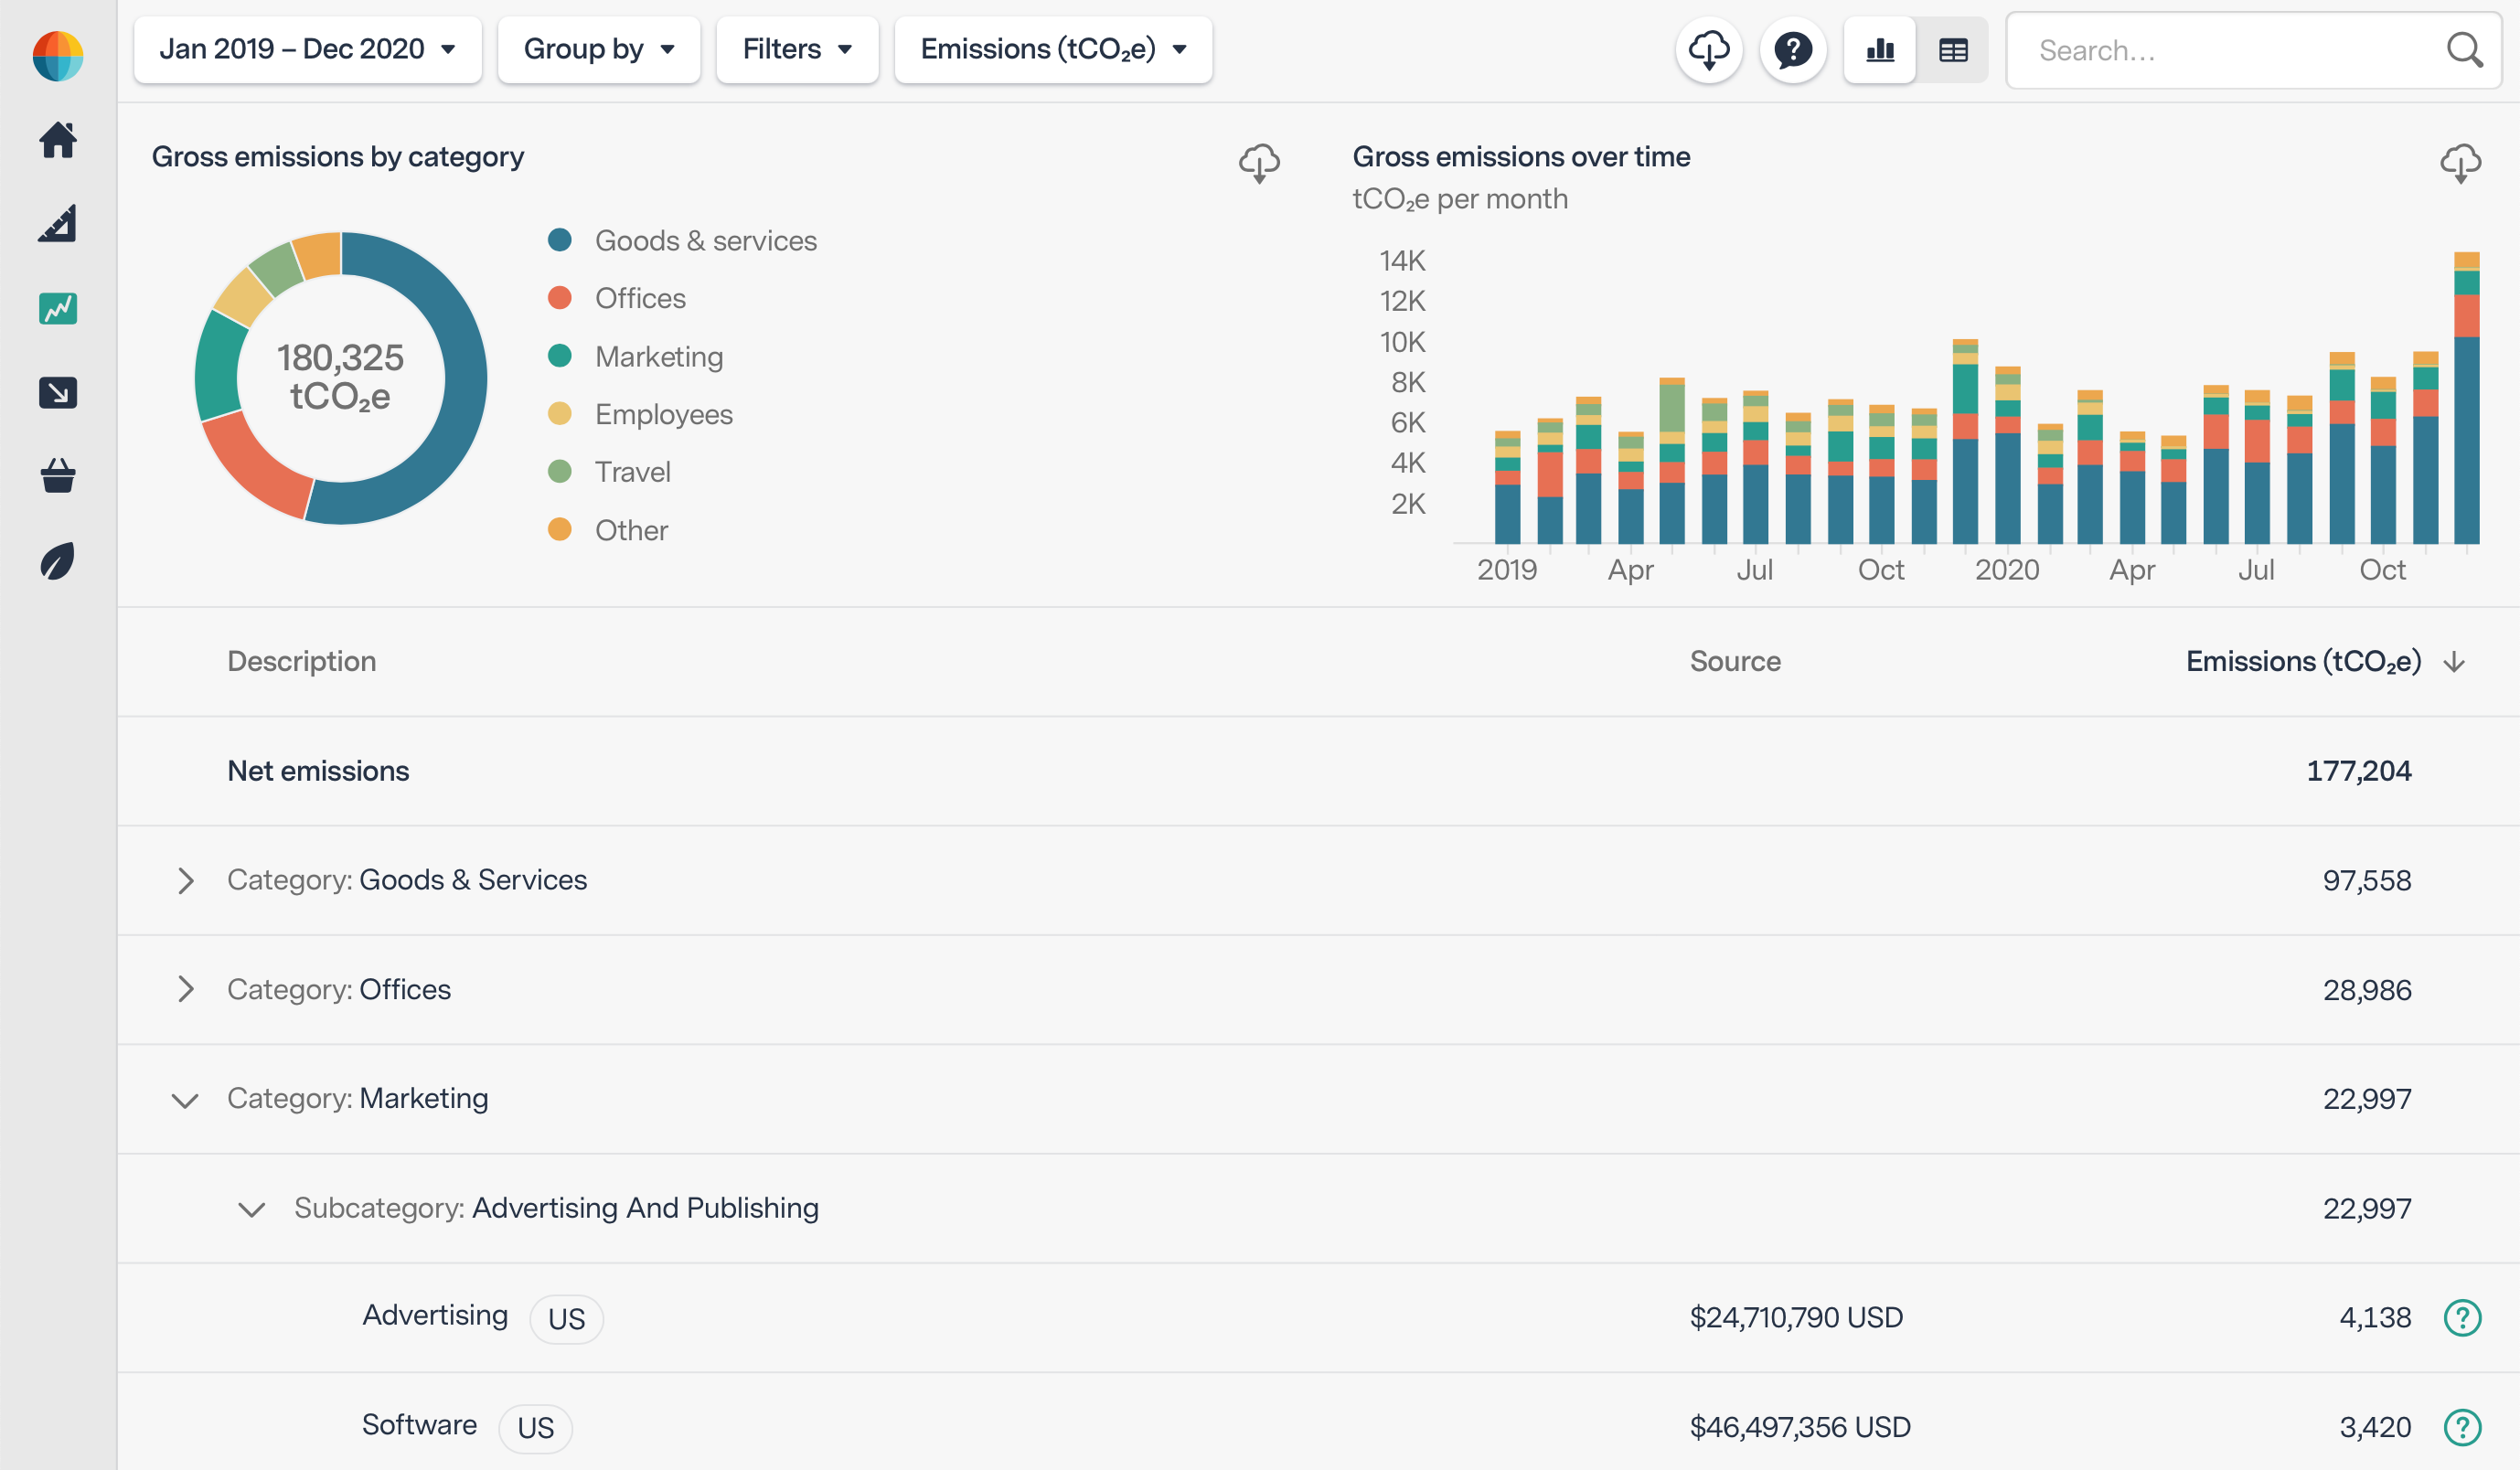 Jan 2019 – Dec 2020
Group by
Filters
Emissions (tCO₂e)
?
Search...
Gross emissions by category
180,325
tCO₂e
Goods & services
Offices
Marketing
Employees
Travel
Other
Gross emissions over time
tCO₂e per month
14K
12K
10K
8K
6K
4K
2K
2019 Apr Jul Oct 2020 Apr Jul Oct
Description Source Emissions (tCO₂e)
Net emissions 177,204
Category: Goods & Services 97,558
Category: Offices 28,986
Category: Marketing 22,997
Subcategory: Advertising And Publishing 22,997
Advertising US $24,710,790 USD 4,138 ?
Software US $46,497,356 USD 3,420 ?